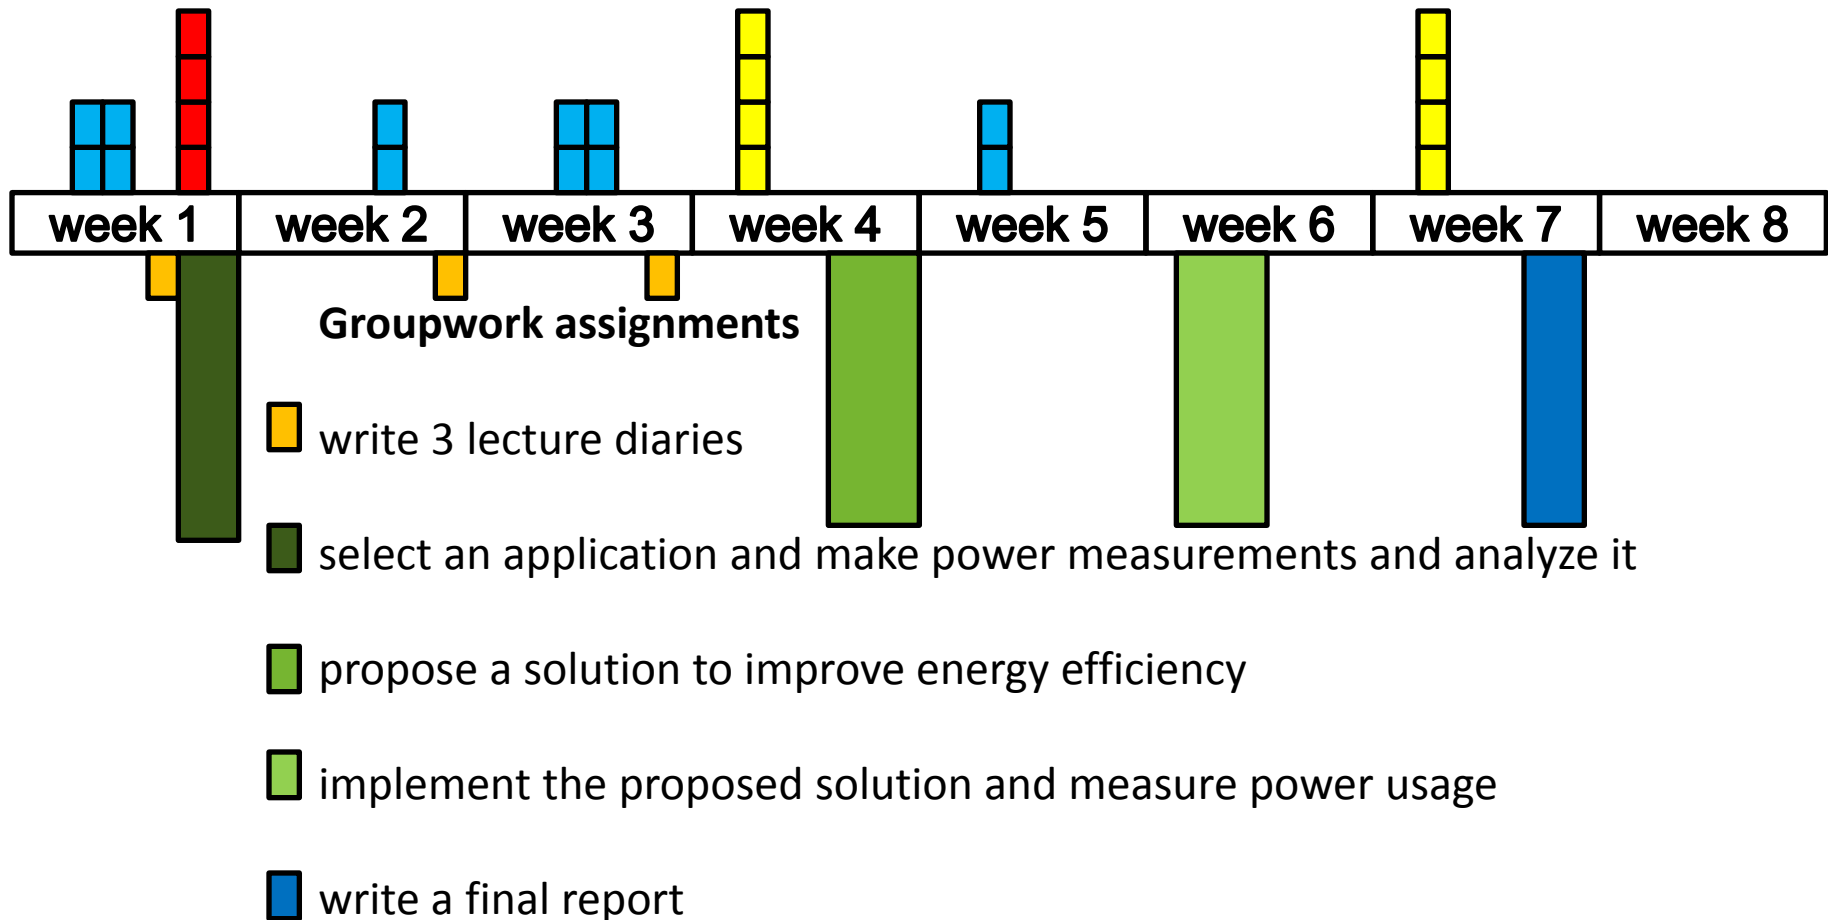 week 1 week 2 week 3 week 4 week 5 week 6 week 7 week 8
Groupwork assignments
write 3 lecture diaries
select an application and make power measurements and analyze it
propose a solution to improve energy efficiency
implement the proposed solution and measure power usage
write a final report